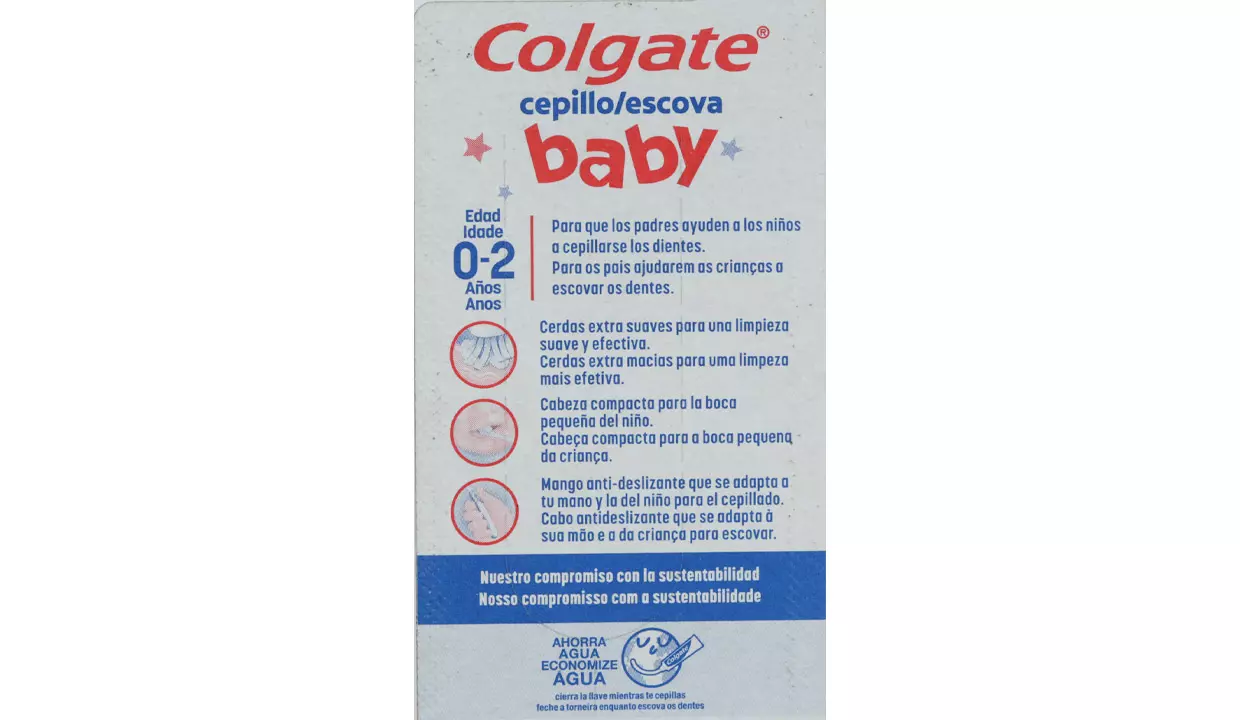 Colgate®
cepillo/escova
baby
Edad
Idade
0-2
Años
Anos
Para que los padres ayuden a los niños
a cepillarse los dientes.
Para os pais ajudarem as crianças a
escovar os dentes.
Cerdas extra suaves para una limpieza
suave y efectiva.
Cerdas extra macias para uma limpeza
mais efetiva.
Cabeza compacta para la boca
pequeña del niño.
Cabeça compacta para a boca pequena
da criança.
Mango anti-deslizante que se adapta a
tu mano y la del niño para el cepillado.
Cabo antideslizante que se adapta à
sua mão e a da criança para escovar.
Nuestro compromiso con la sustentabilidad
Nosso compromisso com a sustentabilidade
AHORRA
AGUA
ECONOMIZE
ÁGUA
Colgate
cierra la llave mientras te cepillas
feche a torneira enquanto escova os dentes